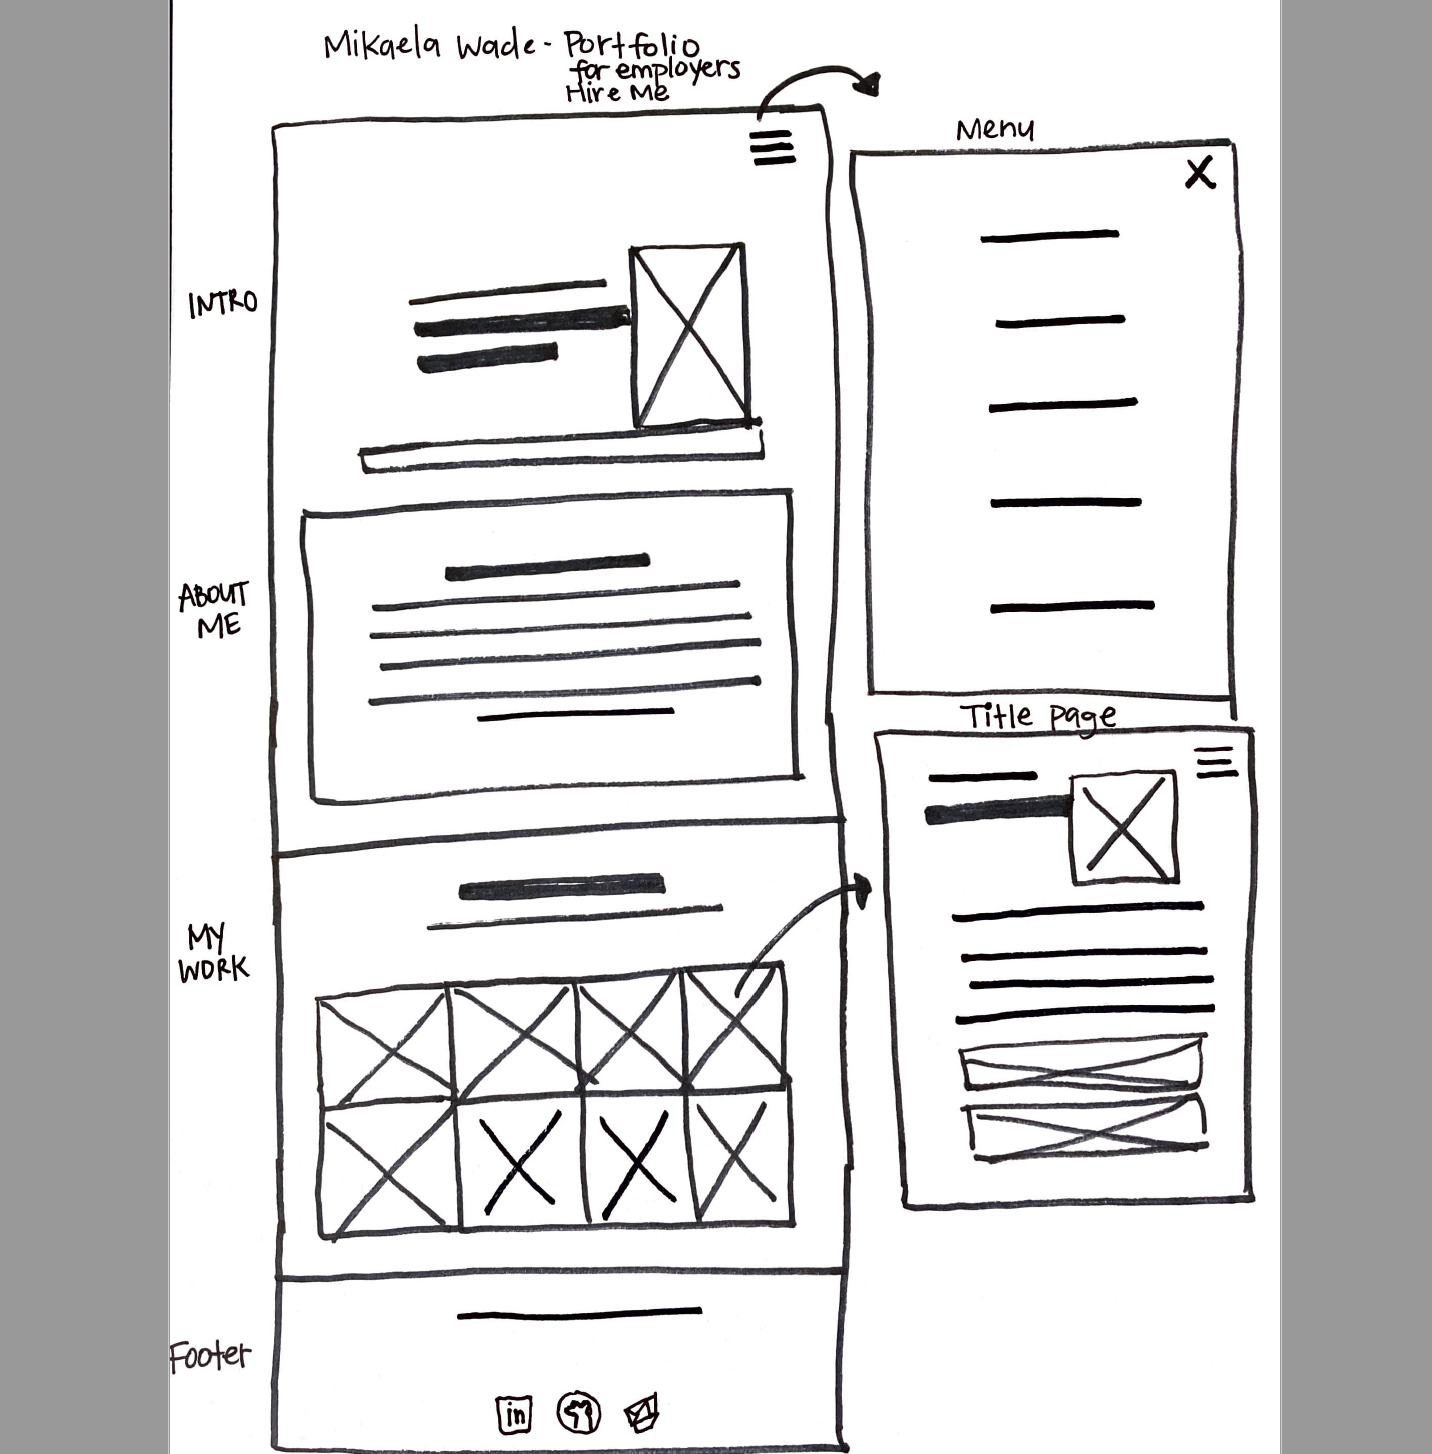 Mikaela Wade - Portfolio
for employers
Hire Me
Menu
INTRO
ABOUT
ME
Title page
MY
WORK
Footer
in